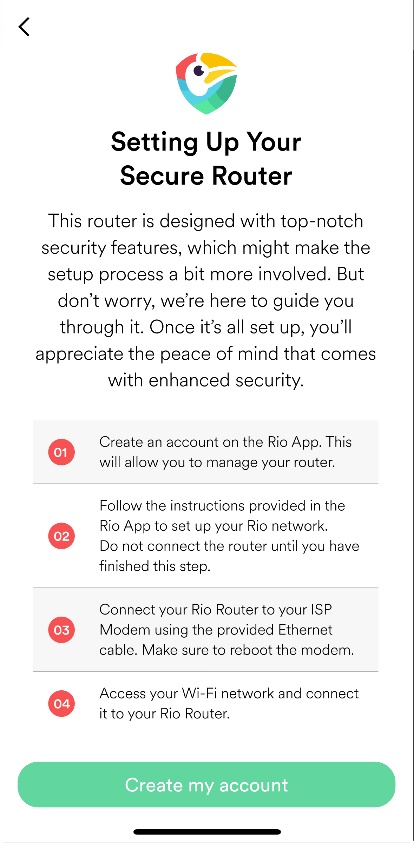 Setting Up Your
Secure Router
This router is designed with top-notch
security features, which might make the
setup process a bit more involved. But
don’t worry, we’re here to guide you
through it. Once it’s all set up, you’ll
appreciate the peace of mind that comes
with enhanced security.
01
Create an account on the Rio App. This
will allow you to manage your router.
02
Follow the instructions provided in the
Rio App to set up your Rio network.
Do not connect the router until you have
finished this step.
03
Connect your Rio Router to your ISP
Modem using the provided Ethernet
cable. Make sure to reboot the modem.
04
Access your Wi-Fi network and connect
it to your Rio Router.
Create my account